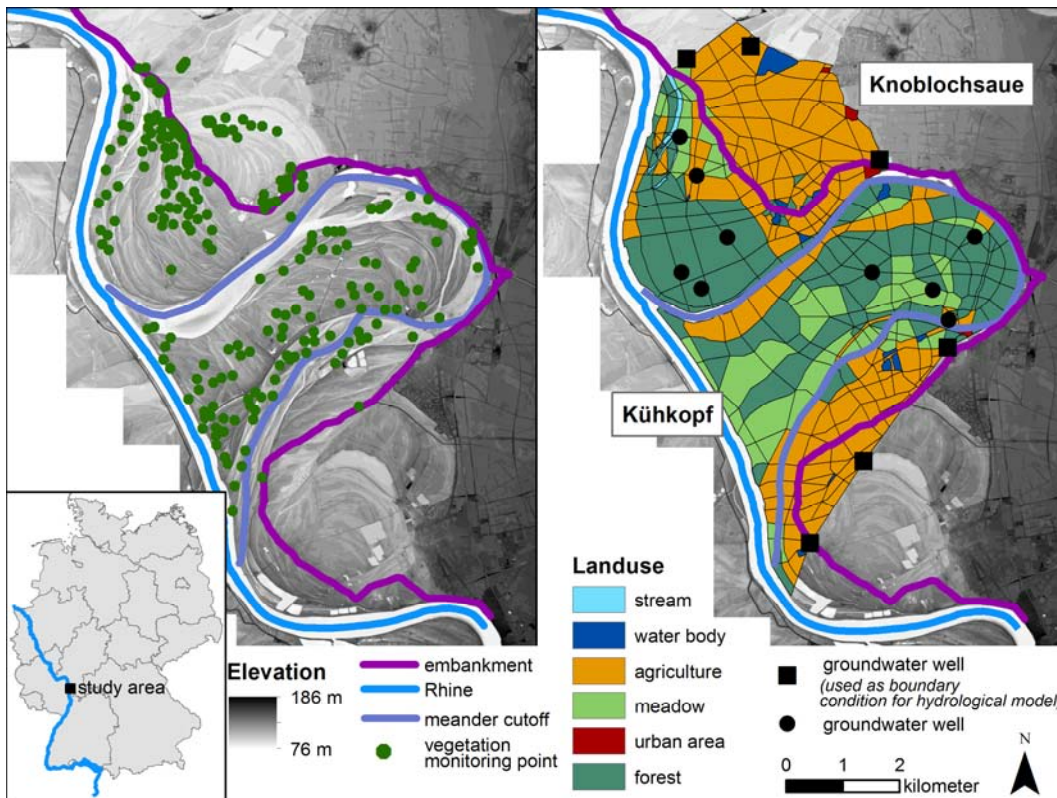 Knoblochsaue
Kühkopf
study area
Elevation
186 m
76 m
embankment
Rhine
meander cutoff
vegetation
monitoring point
Landuse
stream
water body
agriculture
meadow
urban area
forest
groundwater well
(used as boundary
condition for hydrological model)
groundwater well
0 1 2
kilometer
N